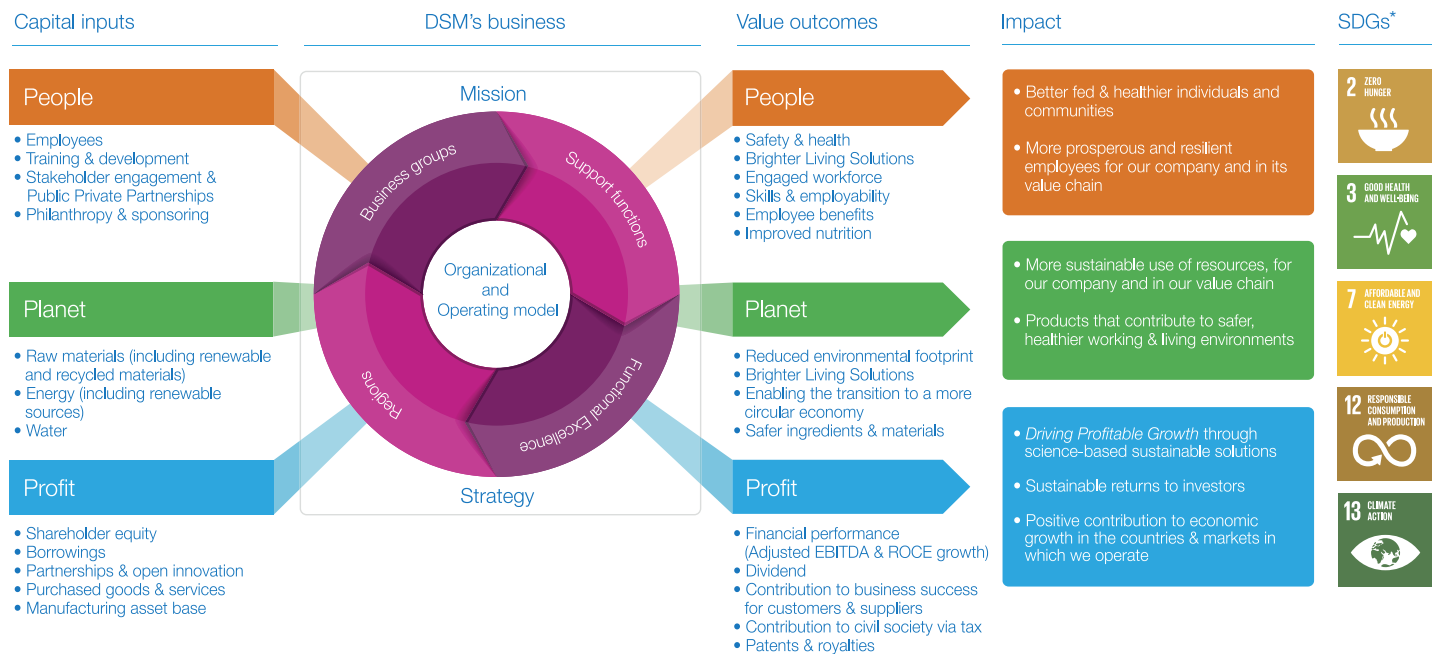 Capital inputs
DSM's business
Value outcomes
Impact
SDGs*
People
• Employees
• Training & development
• Stakeholder engagement &
Public Private Partnerships
• Philanthropy & sponsoring
Planet
• Raw materials (including renewable
and recycled materials)
• Energy (including renewable
sources)
• Water
Profit
• Shareholder equity
• Borrowings
• Partnerships & open innovation
• Purchased goods & services
• Manufacturing asset base
Mission
Business groups
Support functions
Organizational
and
Operating model
Regions
Functional Excellence
Strategy
People
• Safety & health
• Brighter Living Solutions
• Engaged workforce
• Skills & employability
• Employee benefits
• Improved nutrition
Planet
• Reduced environmental footprint
• Brighter Living Solutions
• Enabling the transition to a more
circular economy
• Safer ingredients & materials
Profit
• Financial performance
(Adjusted EBITDA & ROCE growth)
• Dividend
• Contribution to business success
for customers & suppliers
• Contribution to civil society via tax
• Patents & royalties
• Better fed & healthier individuals and
communities
• More prosperous and resilient
employees for our company and in its
value chain
• More sustainable use of resources, for
our company and in our value chain
• Products that contribute to safer,
healthier working & living environments
• Driving Profitable Growth through
science-based sustainable solutions
• Sustainable returns to investors
• Positive contribution to economic
growth in the countries & markets in
which we operate
2 ZERO
HUNGER
3 GOOD HEALTH
AND WELL-BEING
7 AFFORDABLE AND
CLEAN ENERGY
12 RESPONSIBLE
CONSUMPTION
AND PRODUCTION
13 CLIMATE
ACTION